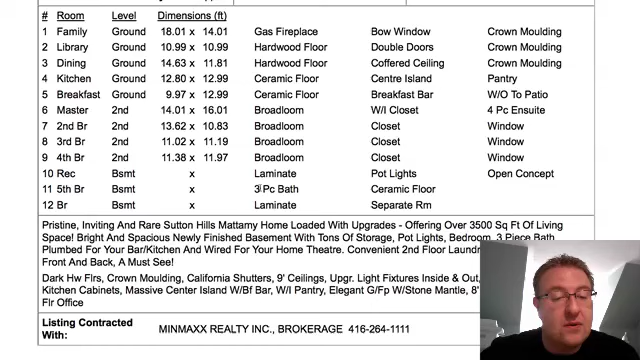 # Room Level Dimensions (ft)
1 Family Ground 18.01 x 14.01 Gas Fireplace Bow Window Crown Moulding
2 Library Ground 10.99 x 10.99 Hardwood Floor Double Doors Crown Moulding
3 Dining Ground 14.63 x 11.81 Hardwood Floor Coffered Ceiling Crown Moulding
4 Kitchen Ground 12.80 x 12.99 Ceramic Floor Centre Island Pantry
5 Breakfast Ground 9.97 x 12.99 Ceramic Floor Breakfast Bar W/O To Patio
6 Master 2nd 14.01 x 16.01 Broadloom W/I Closet 4 Pc Ensuite
7 2nd Br 2nd 13.62 x 10.83 Broadloom Closet Window
8 3rd Br 2nd 11.02 x 11.19 Broadloom Closet Window
9 4th Br 2nd 11.38 x 11.97 Broadloom Closet Window
10 Rec Bsmt x Laminate Pot Lights Open Concept
11 5th Br Bsmt x 3 Pc Bath Ceramic Floor
12 Br Bsmt x Laminate Separate Rm
Pristine, Inviting And Rare Sutton Hills Mattamy Home Loaded With Upgrades - Offering Over 3500 Sq Ft Of Living
Space! Bright And Spacious Newly Finished Basement With Tons Of Storage, Pot Lights, Bedroom, 3 Piece Bath,
Plumbed For Your Bar/Kitchen And Wired For Your Home Theatre. Convenient 2nd Floor Laund
Front And Back, A Must See!
Dark Hw Flrs, Crown Moulding, California Shutters, 9' Ceilings, Upgr. Light Fixtures Inside & Out,
Kitchen Cabinets, Massive Center Island W/Bf Bar, W/I Pantry, Elegant G/Fp W/Stone Mantle, 8'
Flr Office
Listing Contracted MINMAXX REALTY INC., BROKERAGE 416-264-1111
With: